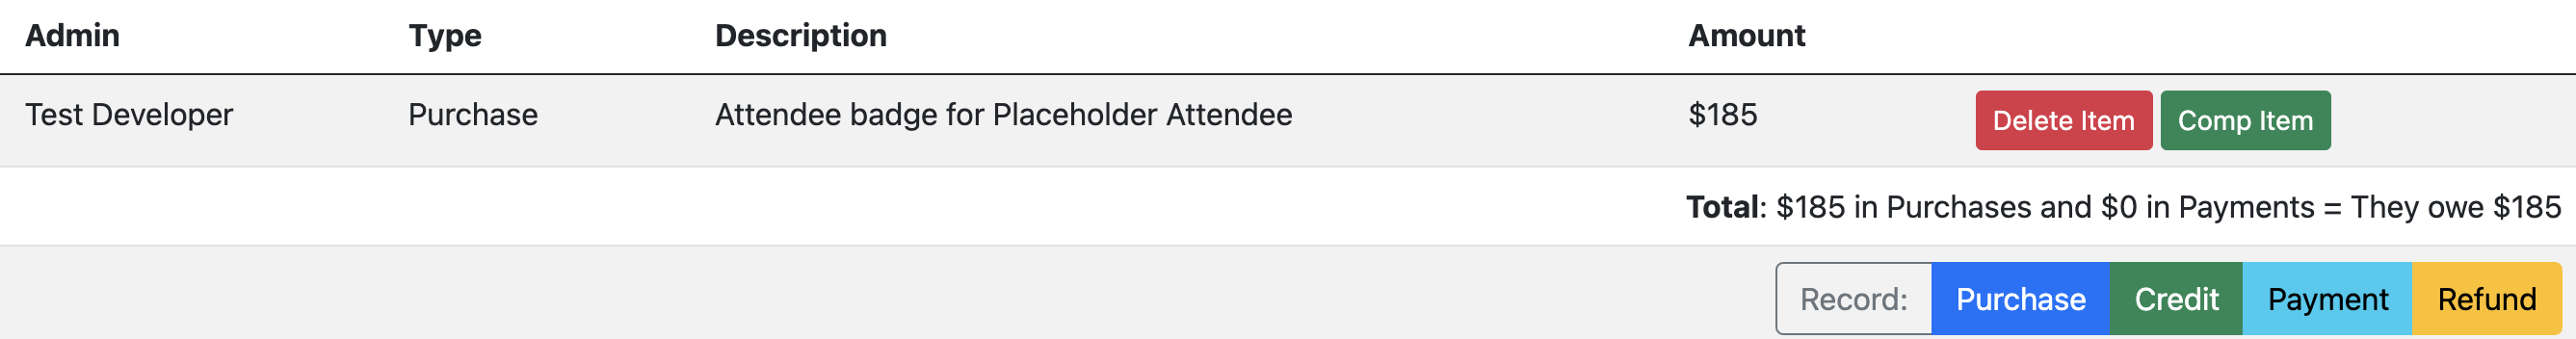 Admin Type Description Amount
Test Developer Purchase Attendee badge for Placeholder Attendee $185 Delete Item Comp Item
Total: $185 in Purchases and $0 in Payments = They owe $185
Record: Purchase Credit Payment Refund